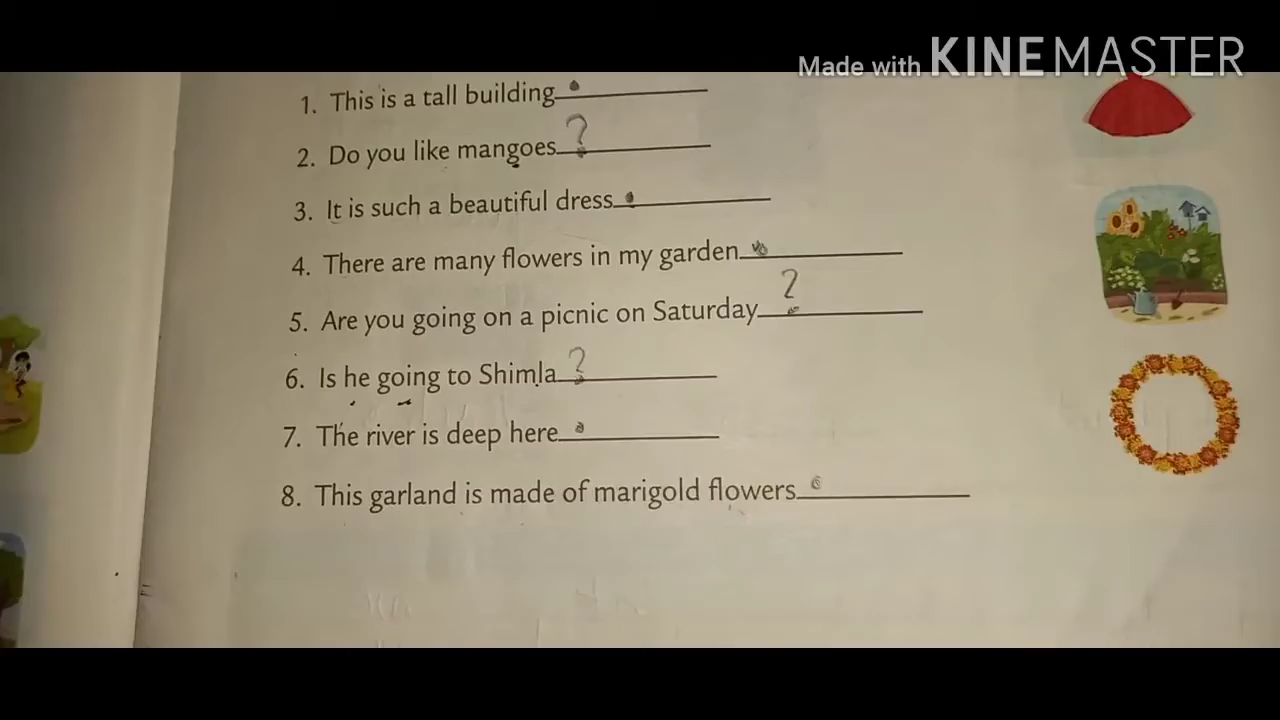 Made with KINEMASTER
1. This is a tall building.
2. Do you like mangoes?
3. It is such a beautiful dress.
4. There are many flowers in my garden.
5. Are you going on a picnic on Saturday?
6. Is he going to Shimla?
7. The river is deep here.
8. This garland is made of marigold flowers.